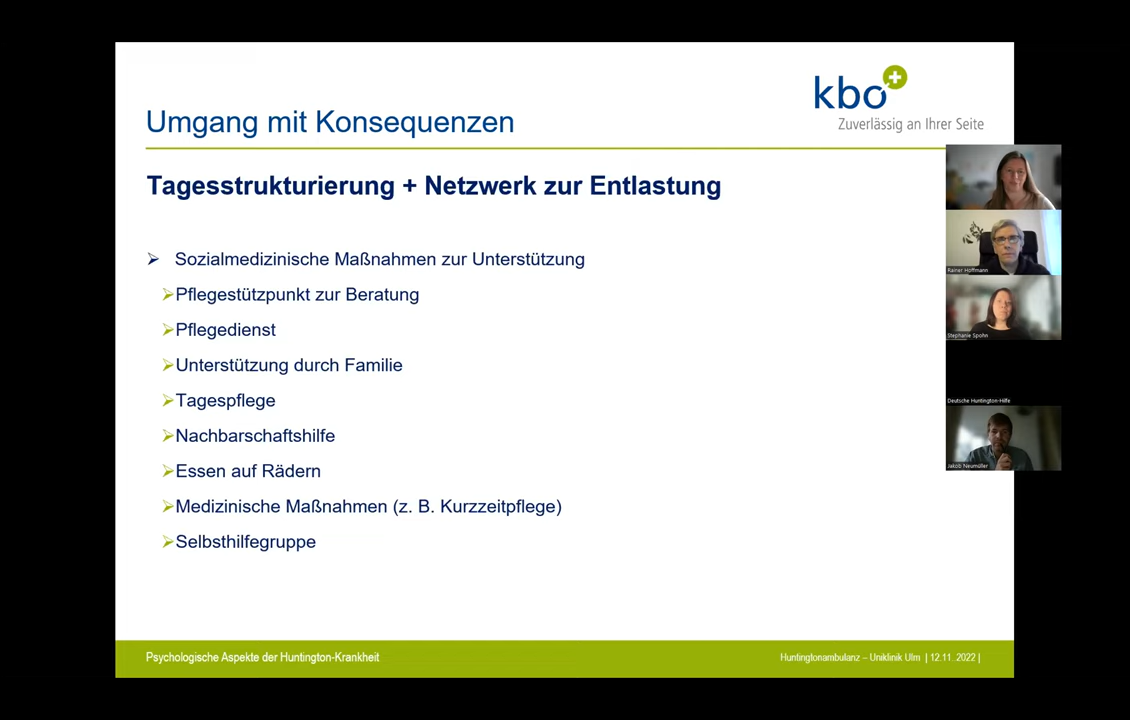 kbo
Zuverlässig an Ihrer Seite
Umgang mit Konsequenzen
Tagesstrukturierung + Netzwerk zur Entlastung
Sozialmedizinische Maßnahmen zur Unterstützung
Pflegestützpunkt zur Beratung
Pflegedienst
Unterstützung durch Familie
Tagespflege
Nachbarschaftshilfe
Essen auf Rädern
Medizinische Maßnahmen (z. B. Kurzzeitpflege)
Selbsthilfegruppe
Rainer Hoffmann
Stephanie Spohn
Deutsche Huntington-Hilfe
Jakob Neumüller
Psychologische Aspekte der Huntington-Krankheit
Huntingtonambulanz – Uniklinik Ulm | 12.11. 2022 |